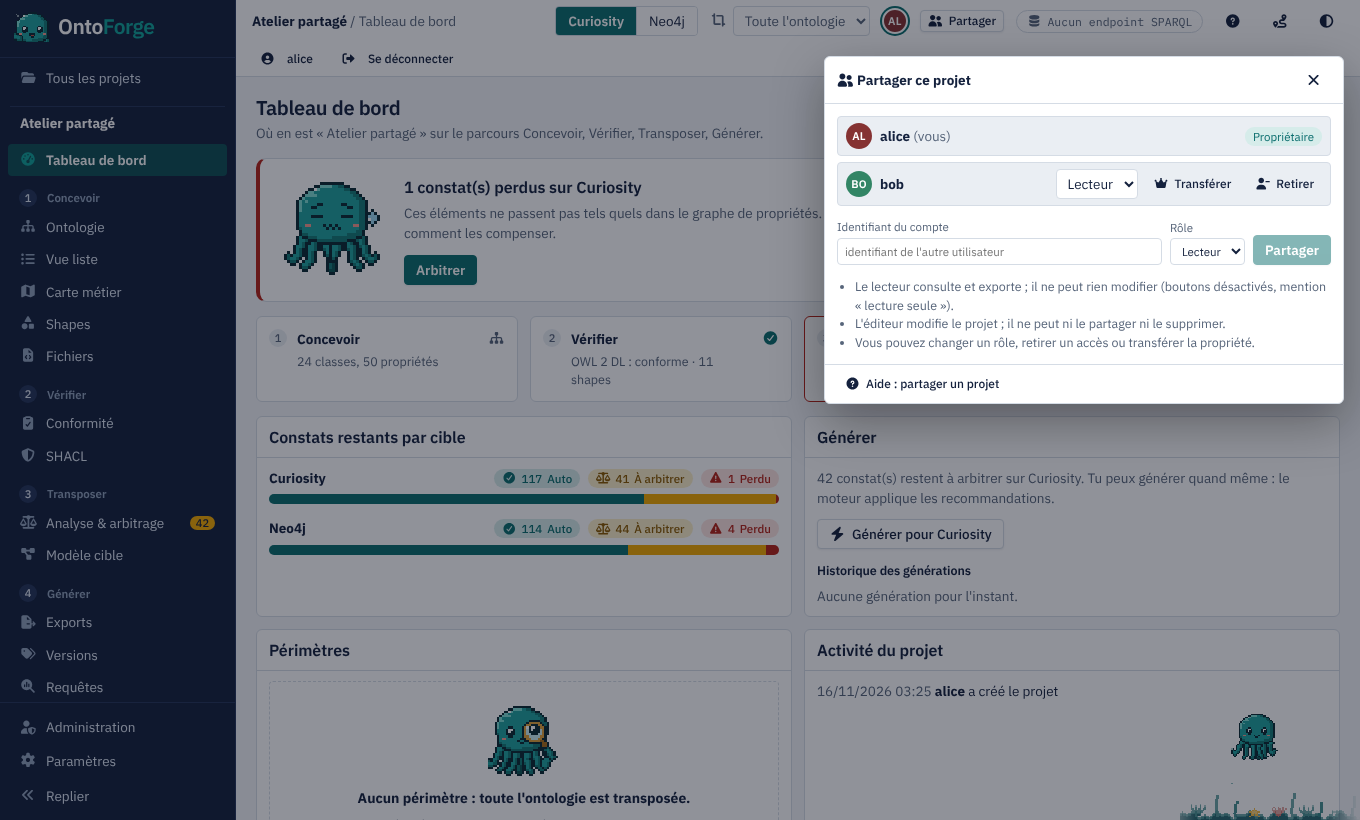 OntoForge
Atelier partagé / Tableau de bord
Curiosity
Neo4j
Toute l'ontologie
AL
Partager
Aucun endpoint SPARQL
alice
Se déconnecter
Tous les projets
Atelier partagé
Tableau de bord
1 Concevoir
Ontologie
Vue liste
Carte métier
Shapes
Fichiers
2 Vérifier
Conformité
SHACL
3 Transposer
Analyse & arbitrage 42
Modèle cible
4 Générer
Exports
Versions
Requêtes
Administration
Paramètres
Replier
Tableau de bord
Où en est « Atelier partagé » sur le parcours Concevoir, Vérifier, Transposer, Générer.
1 constat(s) perdus sur Curiosity
Ces éléments ne passent pas tels quels dans le graphe de propriétés.
comment les compenser.
Arbitrer
1 Concevoir
24 classes, 50 propriétés
2 Vérifier
OWL 2 DL : conforme · 11
shapes
Partager ce projet
AL alice (vous) Propriétaire
BO bob Lecteur Transférer Retirer
Identifiant du compte Rôle
identifiant de l'autre utilisateur Lecteur Partager
• Le lecteur consulte et exporte ; il ne peut rien modifier (boutons désactivés, mention
« lecture seule »).
• L'éditeur modifie le projet ; il ne peut ni le partager ni le supprimer.
• Vous pouvez changer un rôle, retirer un accès ou transférer la propriété.
Aide : partager un projet
Constats restants par cible
Curiosity 117 Auto 41 À arbitrer 1 Perdu
Neo4j 114 Auto 44 À arbitrer 4 Perdu
Générer
42 constat(s) restent à arbitrer sur Curiosity. Tu peux générer quand même : le
moteur applique les recommandations.
Générer pour Curiosity
Historique des générations
Aucune génération pour l'instant.
Périmètres
Aucun périmètre : toute l'ontologie est transposée.
Activité du projet
16/11/2026 03:25 alice a créé le projet